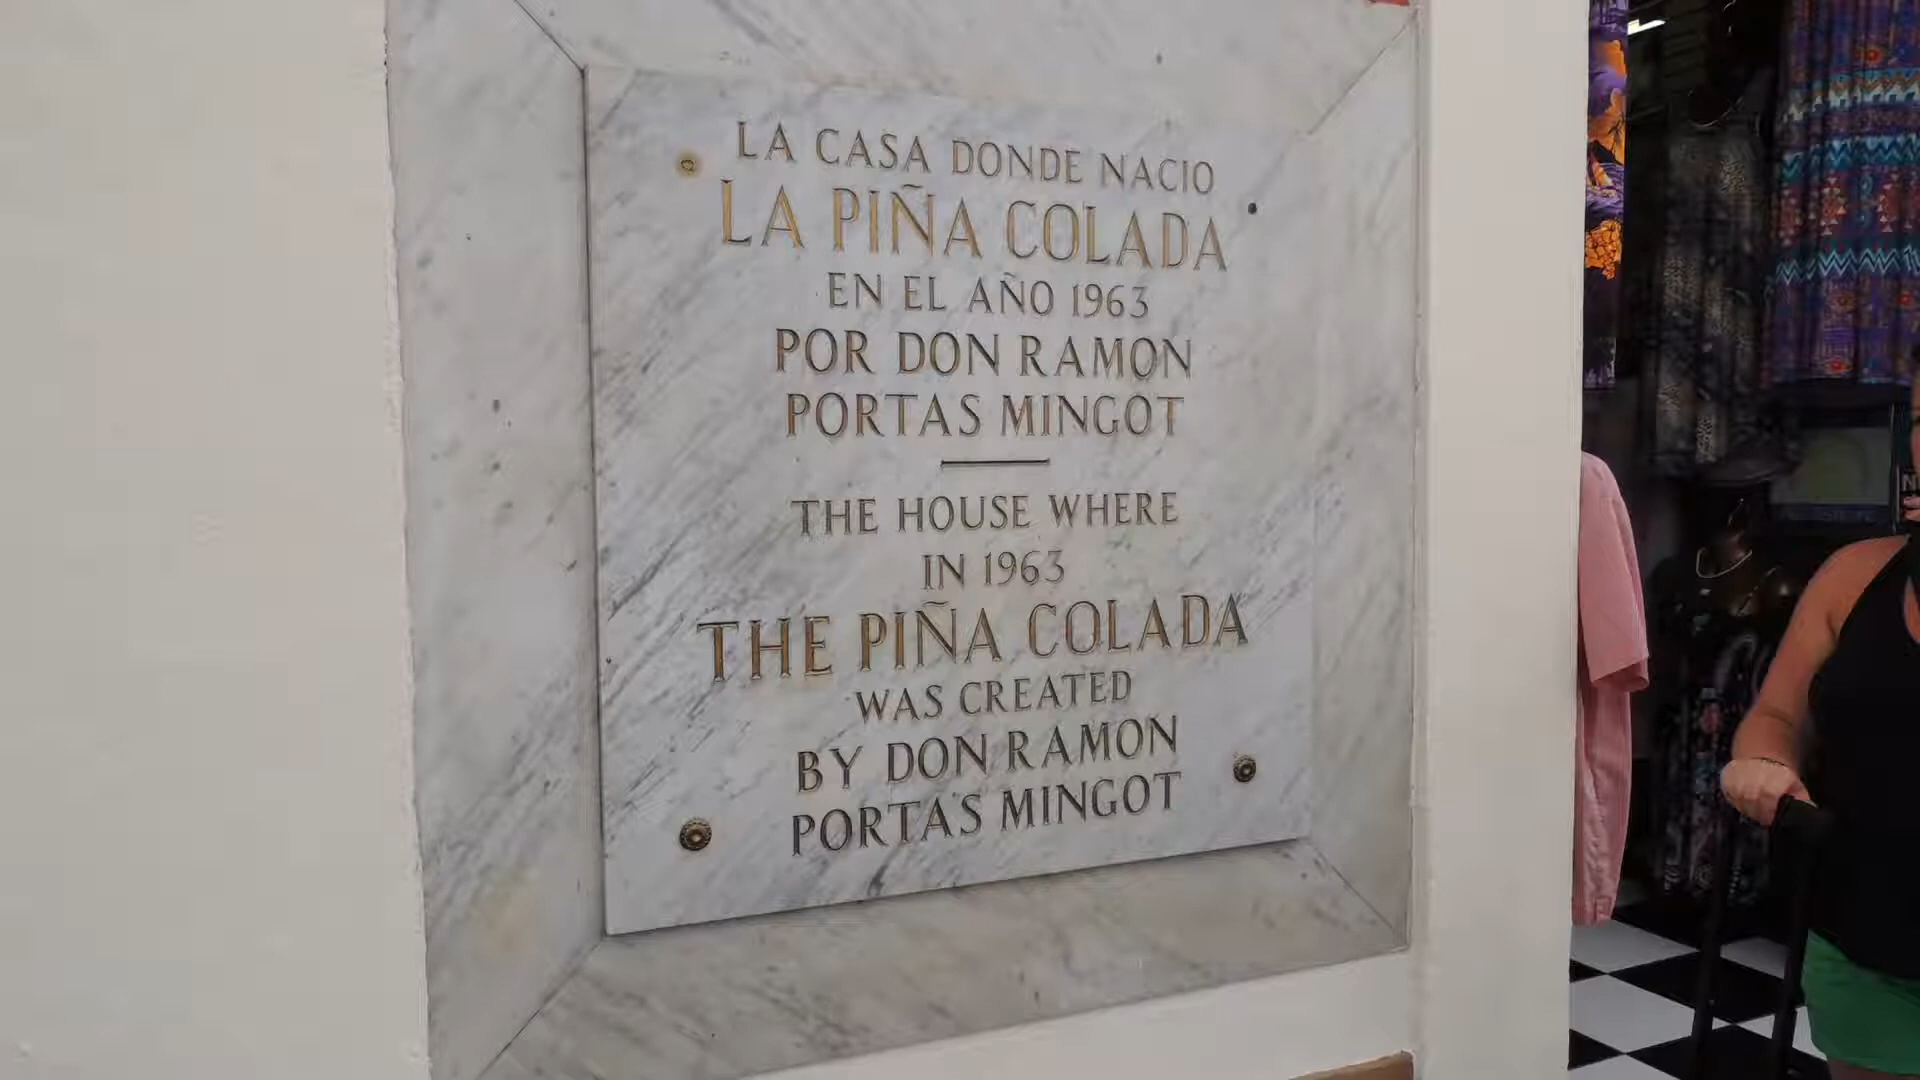 LA CASA DONDE NACIO
LA PIÑA COLADA
EN EL AÑO 1963
POR DON RAMON
PORTAS MINGOT
THE HOUSE WHERE
IN 1963
THE PIÑA COLADA
WAS CREATED
BY DON RAMON
PORTAS MINGOT